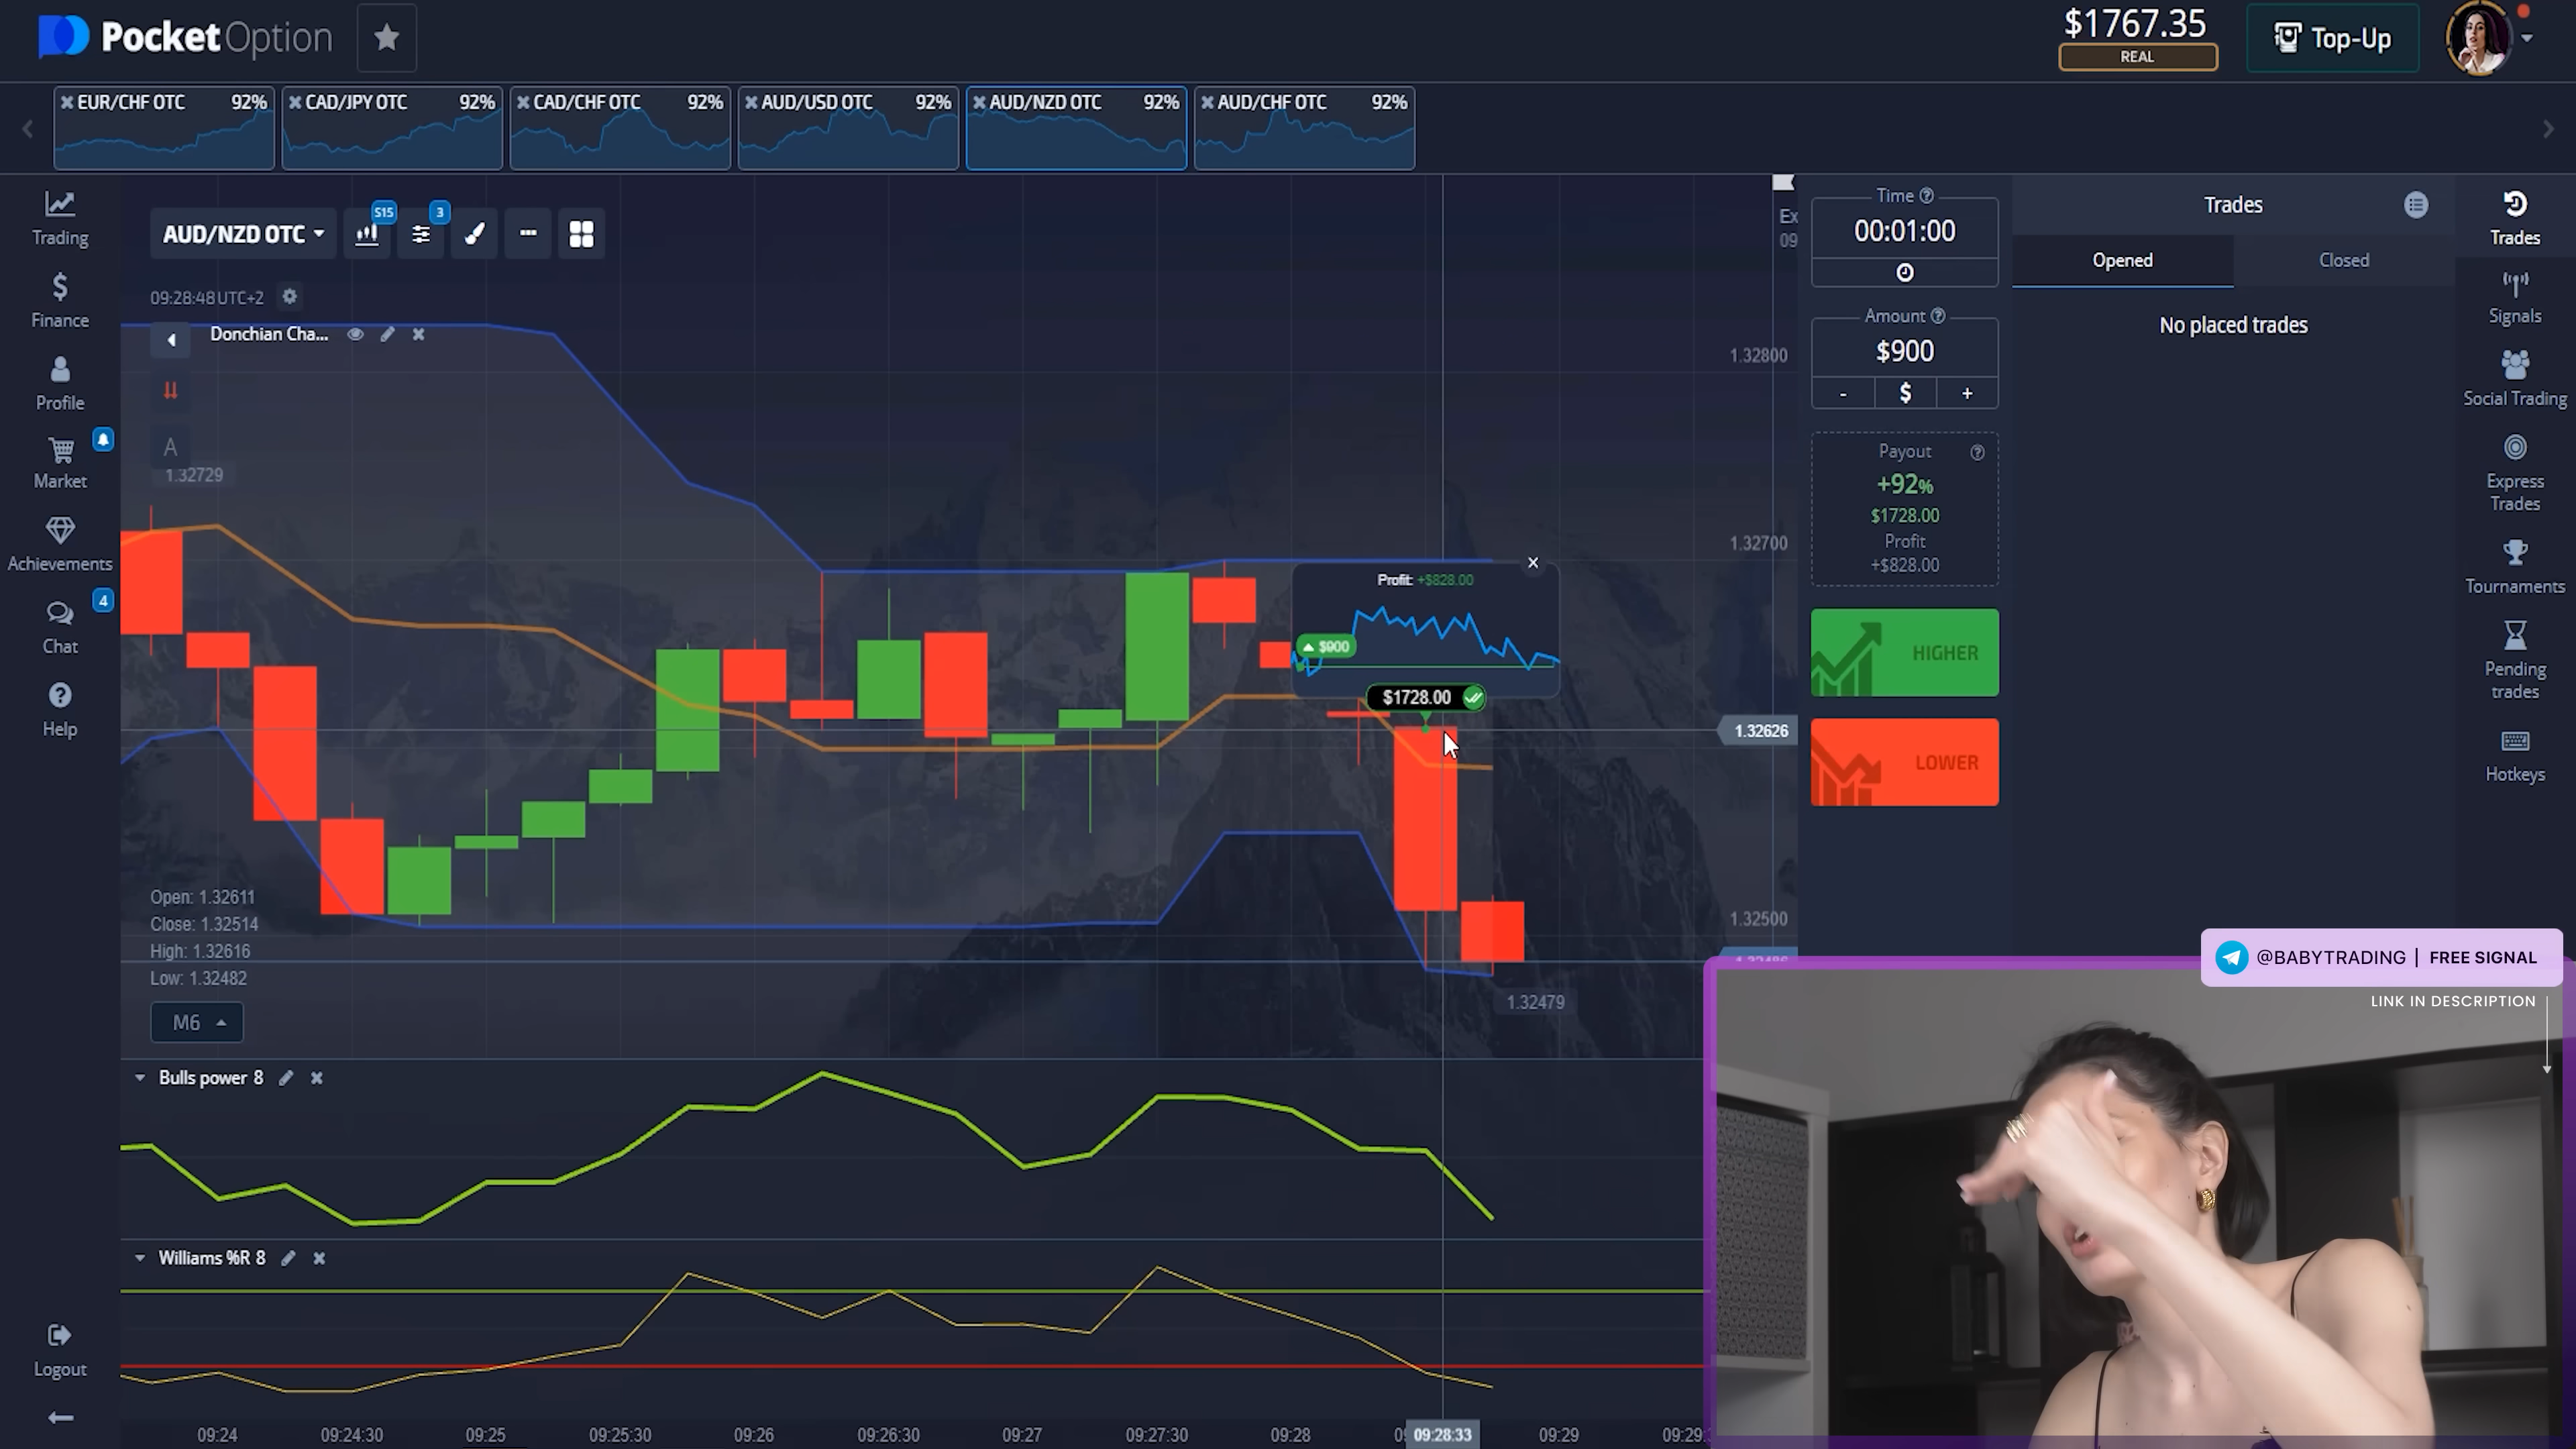 PocketOption
$1767.35
REAL
Top-Up
EUR/CHF OTC 92%
CAD/JPY OTC 92%
CAD/CHF OTC 92%
AUD/USD OTC 92%
AUD/NZD OTC 92%
AUD/CHF OTC 92%
Trading
Finance
Profile
Market
Achievements
4
Chat
Help
Logout
AUD/NZD OTC
S15
3
09:28:48 UTC+2
Donchian Cha...
A
1.32729
Open: 1.32611
Close: 1.32514
High: 1.32616
Low: 1.32482
M6
Profit: +$828.00
$900
$1728.00
1.32800
1.32700
1.32626
1.32500
1.32479
Bulls power 8
Williams %R 8
09:24
09:24:30
09:25
09:25:30
09:26
09:26:30
09:27
09:27:30
09:28
09:28:33
09:29
Time
00:01:00
Amount
$900
- $ +
Payout
+92%
$1728.00
Profit
+$828.00
HIGHER
LOWER
Trades
Opened
Closed
No placed trades
Trades
Signals
Social Trading
Express
Trades
Tournaments
Pending
trades
Hotkeys
@BABYTRADING | FREE SIGNAL
LINK IN DESCRIPTION